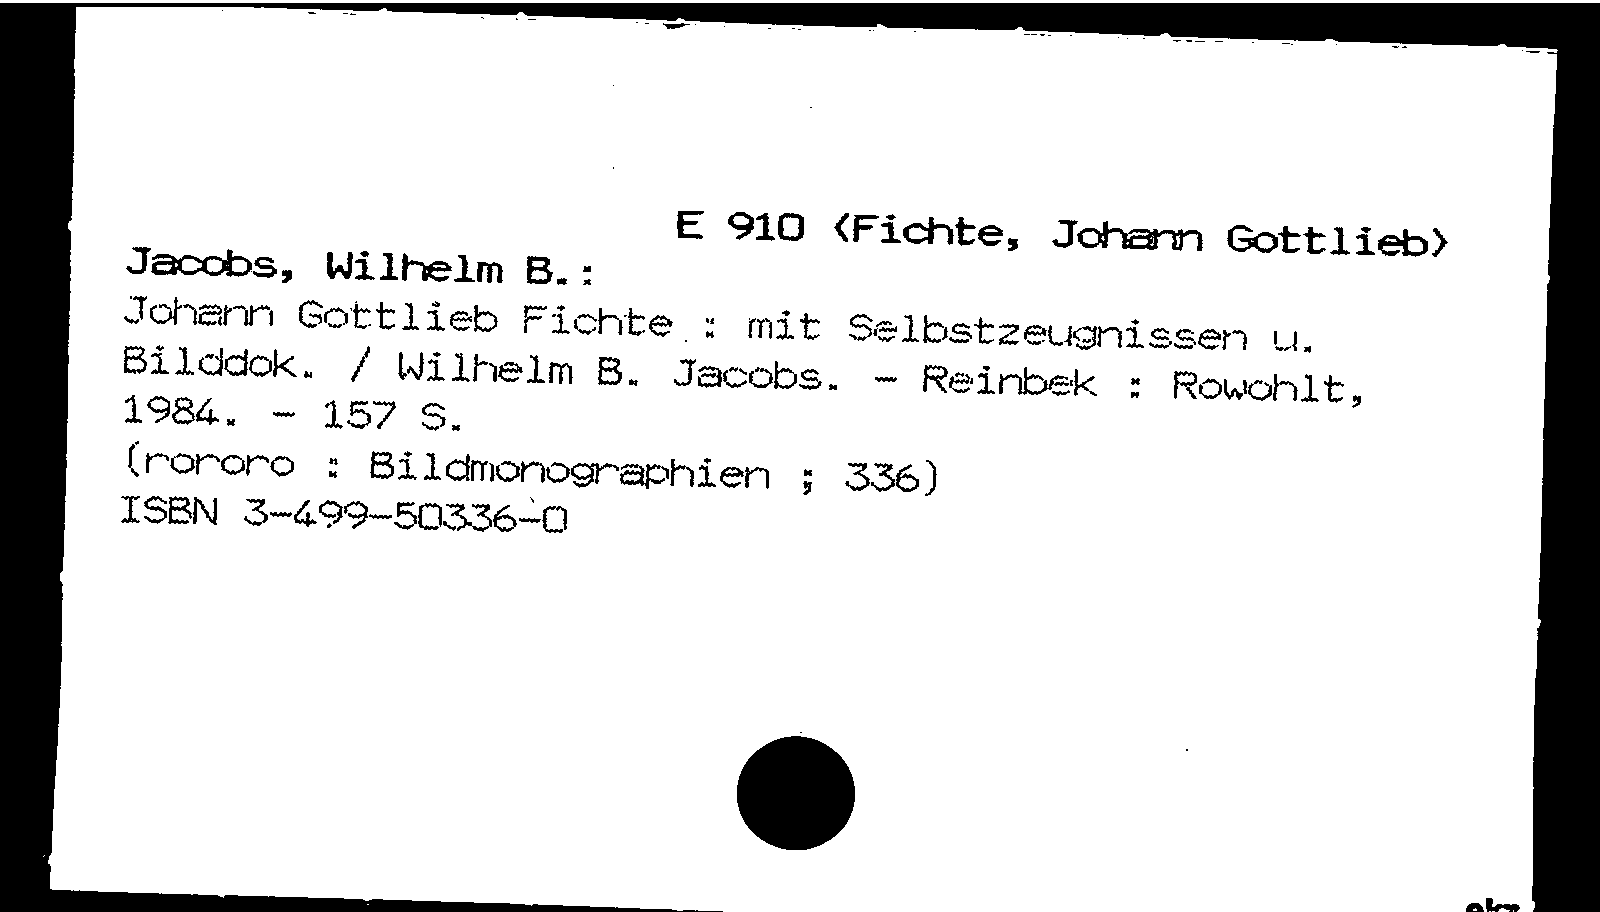 E 910 (Fichte, Johann Gottlieb)
Jacobs, Wilhelm B.:
Johann Gottlieb Fichte : mit Selbstzeugnissen u.
Bilddok. / Wilhelm B. Jacobs. - Reinbek : Rowohlt,
1984. - 157 S.
(rororo : Bildmonographien ; 336)
ISBN 3-499-50336-0
ekz